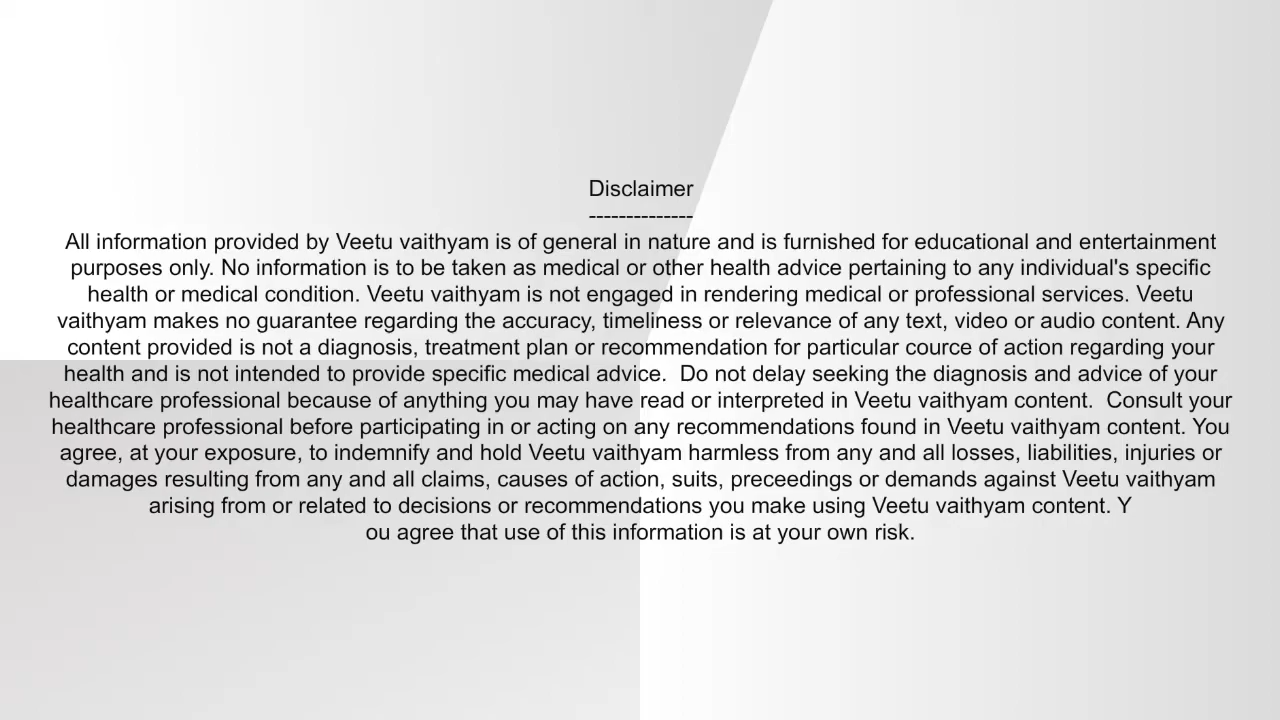 Disclaimer
--------------
All information provided by Veetu vaithyam is of general in nature and is furnished for educational and entertainment
purposes only. No information is to be taken as medical or other health advice pertaining to any individual's specific
health or medical condition. Veetu vaithyam is not engaged in rendering medical or professional services. Veetu
vaithyam makes no guarantee regarding the accuracy, timeliness or relevance of any text, video or audio content. Any
content provided is not a diagnosis, treatment plan or recommendation for particular cource of action regarding your
health and is not intended to provide specific medical advice.  Do not delay seeking the diagnosis and advice of your
healthcare professional because of anything you may have read or interpreted in Veetu vaithyam content.  Consult your
healthcare professional before participating in or acting on any recommendations found in Veetu vaithyam content. You
agree, at your exposure, to indemnify and hold Veetu vaithyam harmless from any and all losses, liabilities, injuries or
damages resulting from any and all claims, causes of action, suits, preceedings or demands against Veetu vaithyam
arising from or related to decisions or recommendations you make using Veetu vaithyam content. Y
ou agree that use of this information is at your own risk.